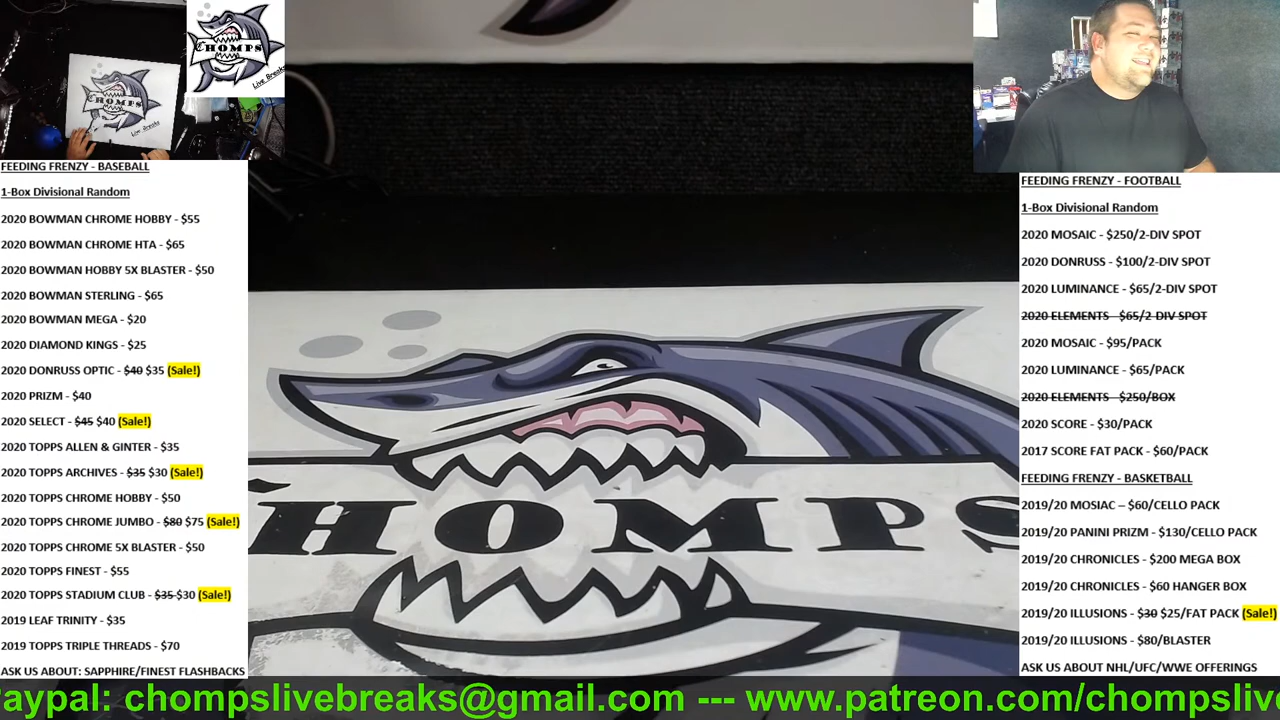 CHOMPS
Live Breaks
CHOMPS
Live Breaks
FEEDING FRENZY - BASEBALL
1-Box Divisional Random
2020 BOWMAN CHROME HOBBY - $55
2020 BOWMAN CHROME HTA - $65
2020 BOWMAN HOBBY 5X BLASTER - $50
2020 BOWMAN STERLING - $65
2020 BOWMAN MEGA - $20
2020 DIAMOND KINGS - $25
2020 DONRUSS OPTIC - $40 $35 (Sale!)
2020 PRIZM - $40
2020 SELECT - $45 $40 (Sale!)
2020 TOPPS ALLEN & GINTER - $35
2020 TOPPS ARCHIVES - $35 $30 (Sale!)
2020 TOPPS CHROME HOBBY - $50
2020 TOPPS CHROME JUMBO - $80 $75 (Sale!)
2020 TOPPS CHROME 5X BLASTER - $50
2020 TOPPS FINEST - $55
2020 TOPPS STADIUM CLUB - $35 $30 (Sale!)
2019 LEAF TRINITY - $35
2019 TOPPS TRIPLE THREADS - $70
ASK US ABOUT: SAPPHIRE/FINEST FLASHBACKS
CHOMPS
FEEDING FRENZY - FOOTBALL
1-Box Divisional Random
2020 MOSAIC - $250/2-DIV SPOT
2020 DONRUSS - $100/2-DIV SPOT
2020 LUMINANCE - $65/2-DIV SPOT
2020 ELEMENTS - $65/2-DIV SPOT
2020 MOSAIC - $95/PACK
2020 LUMINANCE - $65/PACK
2020 ELEMENTS - $250/BOX
2020 SCORE - $30/PACK
2017 SCORE FAT PACK - $60/PACK
FEEDING FRENZY - BASKETBALL
2019/20 MOSIAC – $60/CELLO PACK
2019/20 PANINI PRIZM - $130/CELLO PACK
2019/20 CHRONICLES - $200 MEGA BOX
2019/20 CHRONICLES - $60 HANGER BOX
2019/20 ILLUSIONS - $30 $25/FAT PACK (Sale!)
2019/20 ILLUSIONS - $80/BLASTER
ASK US ABOUT NHL/UFC/WWE OFFERINGS
aypal: chompslivebreaks@gmail.com --- www.patreon.com/chompslive